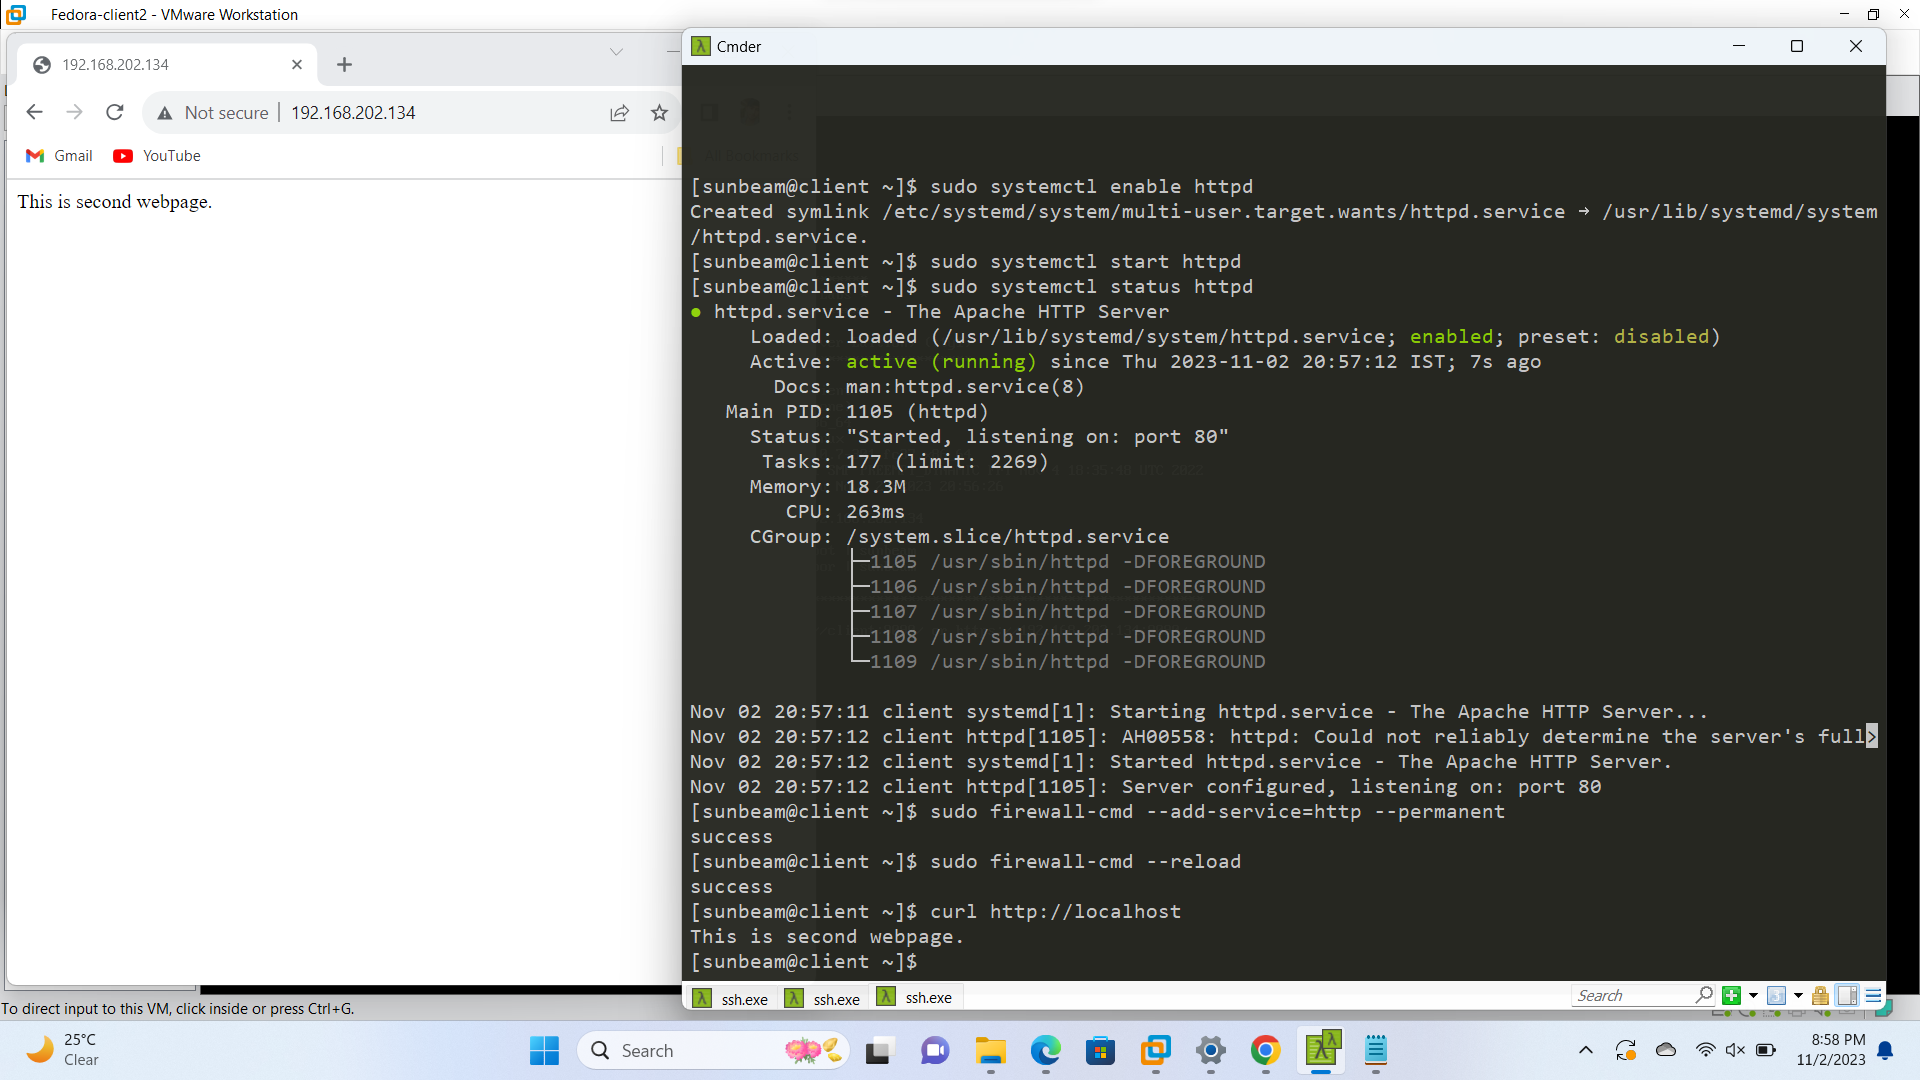 Fedora-client2 - VMware Workstation
192.168.202.134
Not secure | 192.168.202.134
Gmail YouTube
This is second webpage.
Cmder
[sunbeam@client ~]$ sudo systemctl enable httpd
Created symlink /etc/systemd/system/multi-user.target.wants/httpd.service → /usr/lib/systemd/system
/httpd.service.
[sunbeam@client ~]$ sudo systemctl start httpd
[sunbeam@client ~]$ sudo systemctl status httpd
● httpd.service - The Apache HTTP Server
Loaded: loaded (/usr/lib/systemd/system/httpd.service; enabled; preset: disabled)
Active: active (running) since Thu 2023-11-02 20:57:12 IST; 7s ago
Docs: man:httpd.service(8)
Main PID: 1105 (httpd)
Status: "Started, listening on: port 80"
Tasks: 177 (limit: 2269)
Memory: 18.3M
CPU: 263ms
CGroup: /system.slice/httpd.service
├─1105 /usr/sbin/httpd -DFOREGROUND
├─1106 /usr/sbin/httpd -DFOREGROUND
├─1107 /usr/sbin/httpd -DFOREGROUND
├─1108 /usr/sbin/httpd -DFOREGROUND
└─1109 /usr/sbin/httpd -DFOREGROUND
Nov 02 20:57:11 client systemd[1]: Starting httpd.service - The Apache HTTP Server...
Nov 02 20:57:12 client httpd[1105]: AH00558: httpd: Could not reliably determine the server's full>
Nov 02 20:57:12 client systemd[1]: Started httpd.service - The Apache HTTP Server.
Nov 02 20:57:12 client httpd[1105]: Server configured, listening on: port 80
[sunbeam@client ~]$ sudo firewall-cmd --add-service=http --permanent
success
[sunbeam@client ~]$ sudo firewall-cmd --reload
success
[sunbeam@client ~]$ curl http://localhost
This is second webpage.
[sunbeam@client ~]$
ssh.exe ssh.exe ssh.exe Search
To direct input to this VM, click inside or press Ctrl+G.
25°C
Clear
Search
8:58 PM
11/2/2023